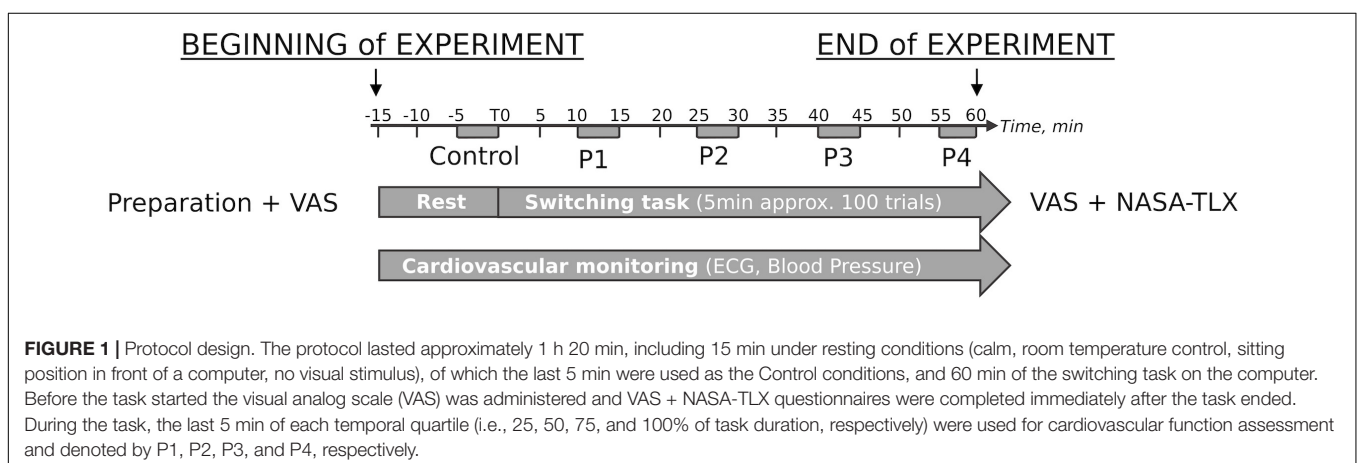 BEGINNING of EXPERIMENT END of EXPERIMENT
-15 -10 -5 T0 5 10 15 20 25 30 35 40 45 50 55 60
Time, min
Control P1 P2 P3 P4
Preparation + VAS Rest Switching task (5min approx. 100 trials) VAS + NASA-TLX
Cardiovascular monitoring (ECG, Blood Pressure)
FIGURE 1 | Protocol design. The protocol lasted approximately 1 h 20 min, including 15 min under resting conditions (calm, room temperature control, sitting
position in front of a computer, no visual stimulus), of which the last 5 min were used as the Control conditions, and 60 min of the switching task on the computer.
Before the task started the visual analog scale (VAS) was administered and VAS + NASA-TLX questionnaires were completed immediately after the task ended.
During the task, the last 5 min of each temporal quartile (i.e., 25, 50, 75, and 100% of task duration, respectively) were used for cardiovascular function assessment
and denoted by P1, P2, P3, and P4, respectively.